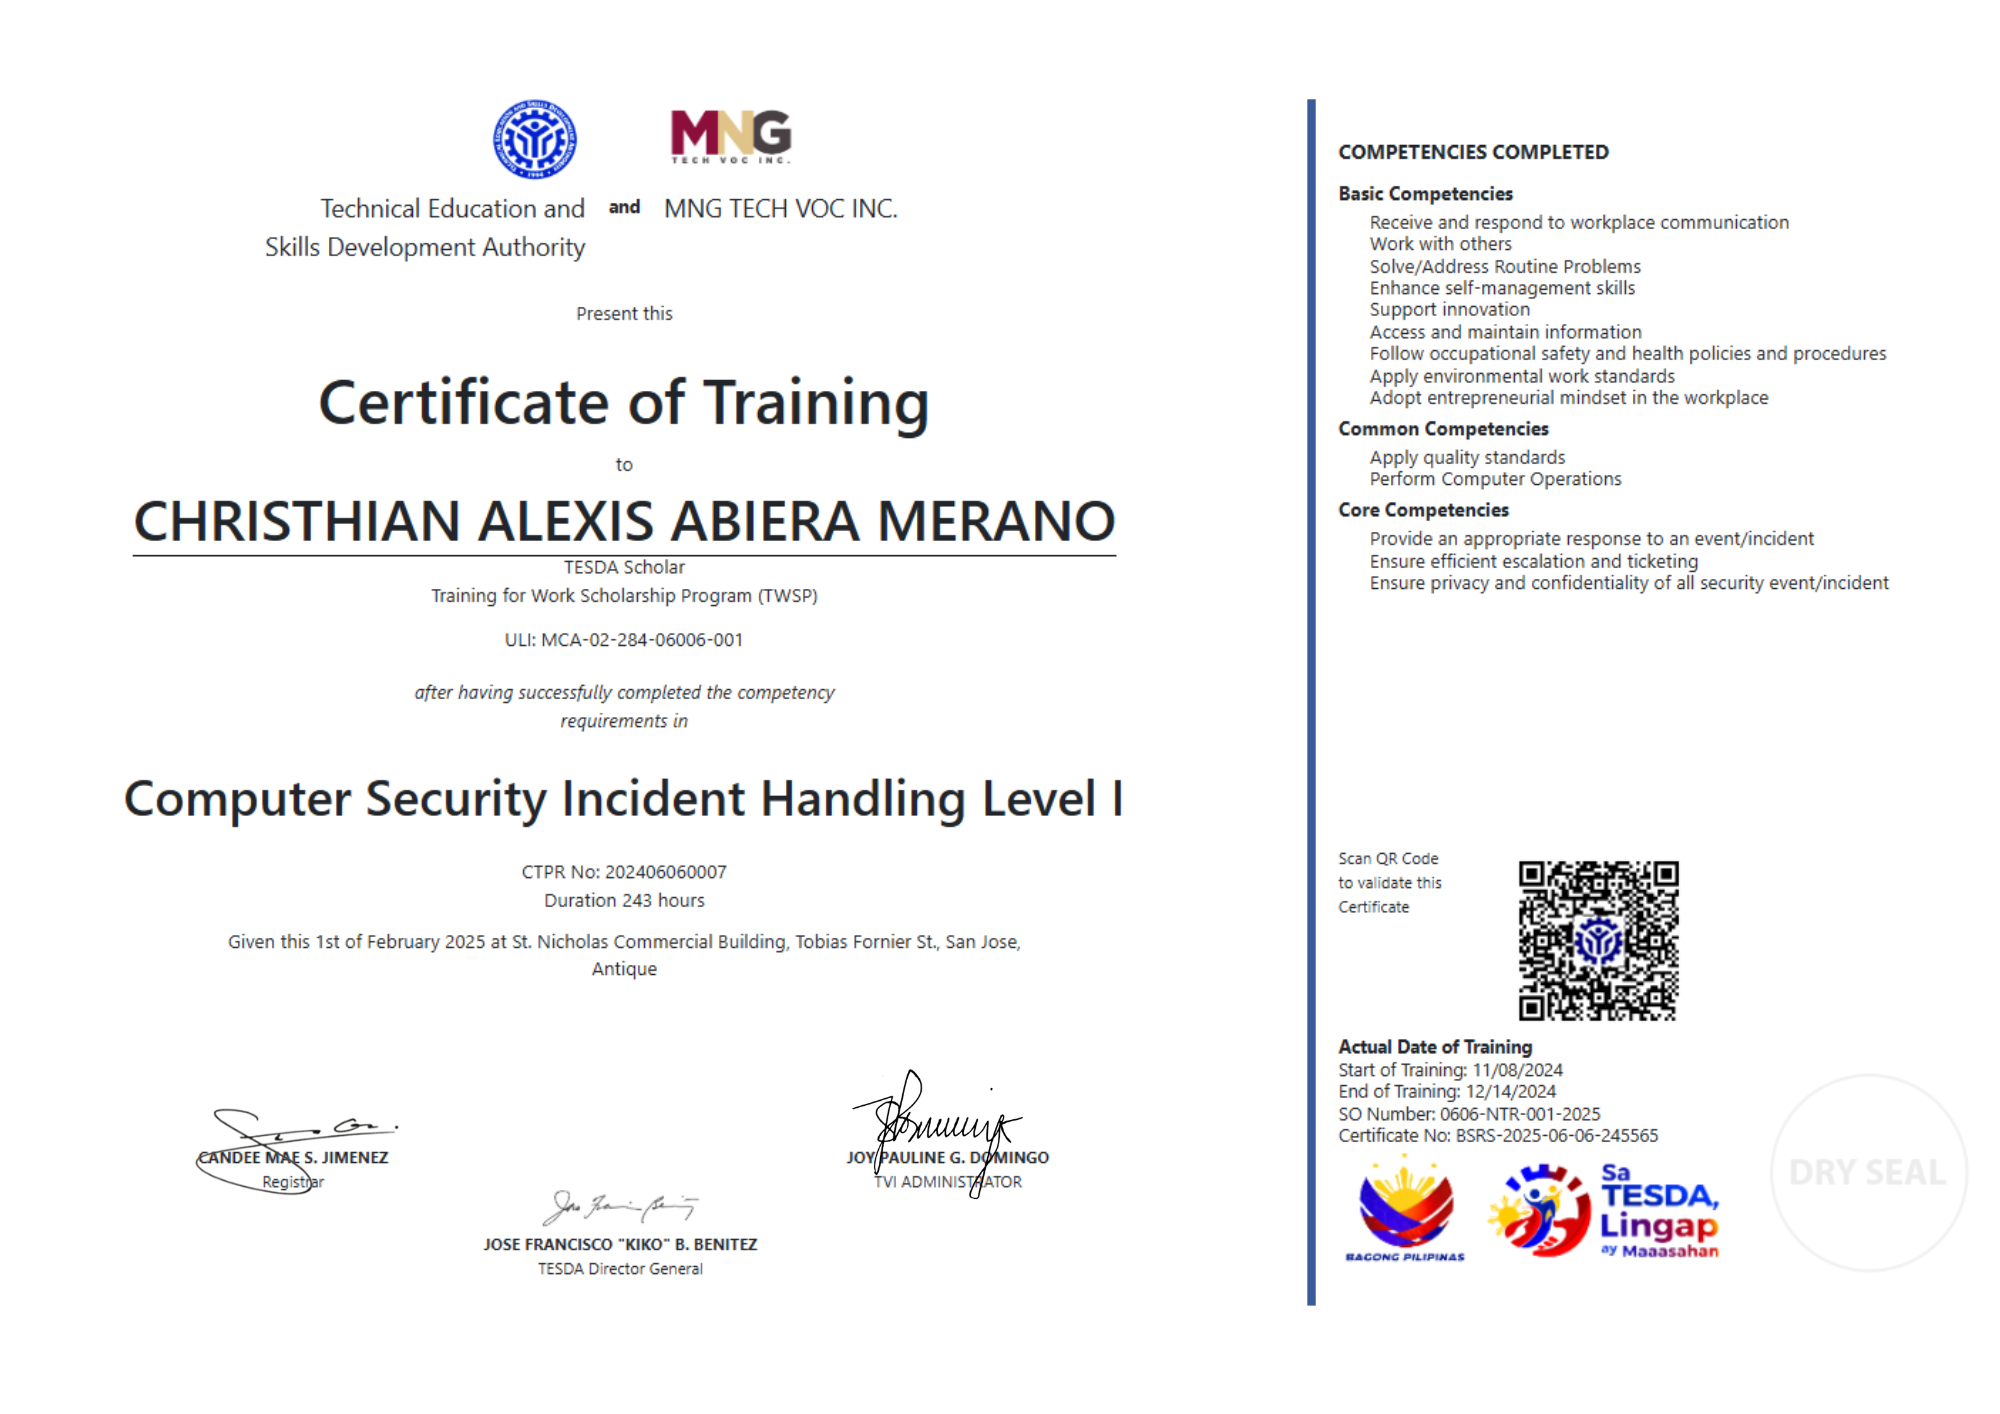 TECHNICAL EDUCATION AND SKILLS DEVELOPMENT AUTHORITY
1994
MNG
TECH VOC INC.
Technical Education and
Skills Development Authority
and
MNG TECH VOC INC.
Present this
Certificate of Training
to
CHRISTHIAN ALEXIS ABIERA MERANO
TESDA Scholar
Training for Work Scholarship Program (TWSP)
ULI: MCA-02-284-06006-001
after having successfully completed the competency
requirements in
Computer Security Incident Handling Level I
CTPR No: 202406060007
Duration 243 hours
Given this 1st of February 2025 at St. Nicholas Commercial Building, Tobias Fornier St., San Jose,
Antique
CANDEE MAE S. JIMENEZ
Registrar
JOSE FRANCISCO "KIKO" B. BENITEZ
TESDA Director General
JOY PAULINE G. DOMINGO
TVI ADMINISTRATOR
COMPETENCIES COMPLETED
Basic Competencies
Receive and respond to workplace communication
Work with others
Solve/Address Routine Problems
Enhance self-management skills
Support innovation
Access and maintain information
Follow occupational safety and health policies and procedures
Apply environmental work standards
Adopt entrepreneurial mindset in the workplace
Common Competencies
Apply quality standards
Perform Computer Operations
Core Competencies
Provide an appropriate response to an event/incident
Ensure efficient escalation and ticketing
Ensure privacy and confidentiality of all security event/incident
Scan QR Code
to validate this
Certificate
Actual Date of Training
Start of Training: 11/08/2024
End of Training: 12/14/2024
SO Number: 0606-NTR-001-2025
Certificate No: BSRS-2025-06-06-245565
BAGONG PILIPINAS
Sa
TESDA,
Lingap
ay Maaasahan
DRY SEAL